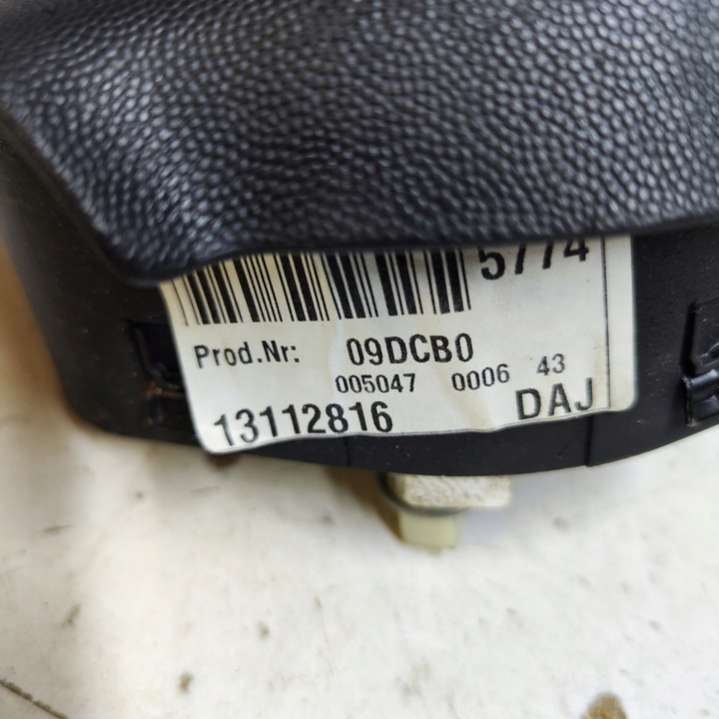 5774
Prod.Nr: 09DCB0
005047 0006 43
13112816 DAJ